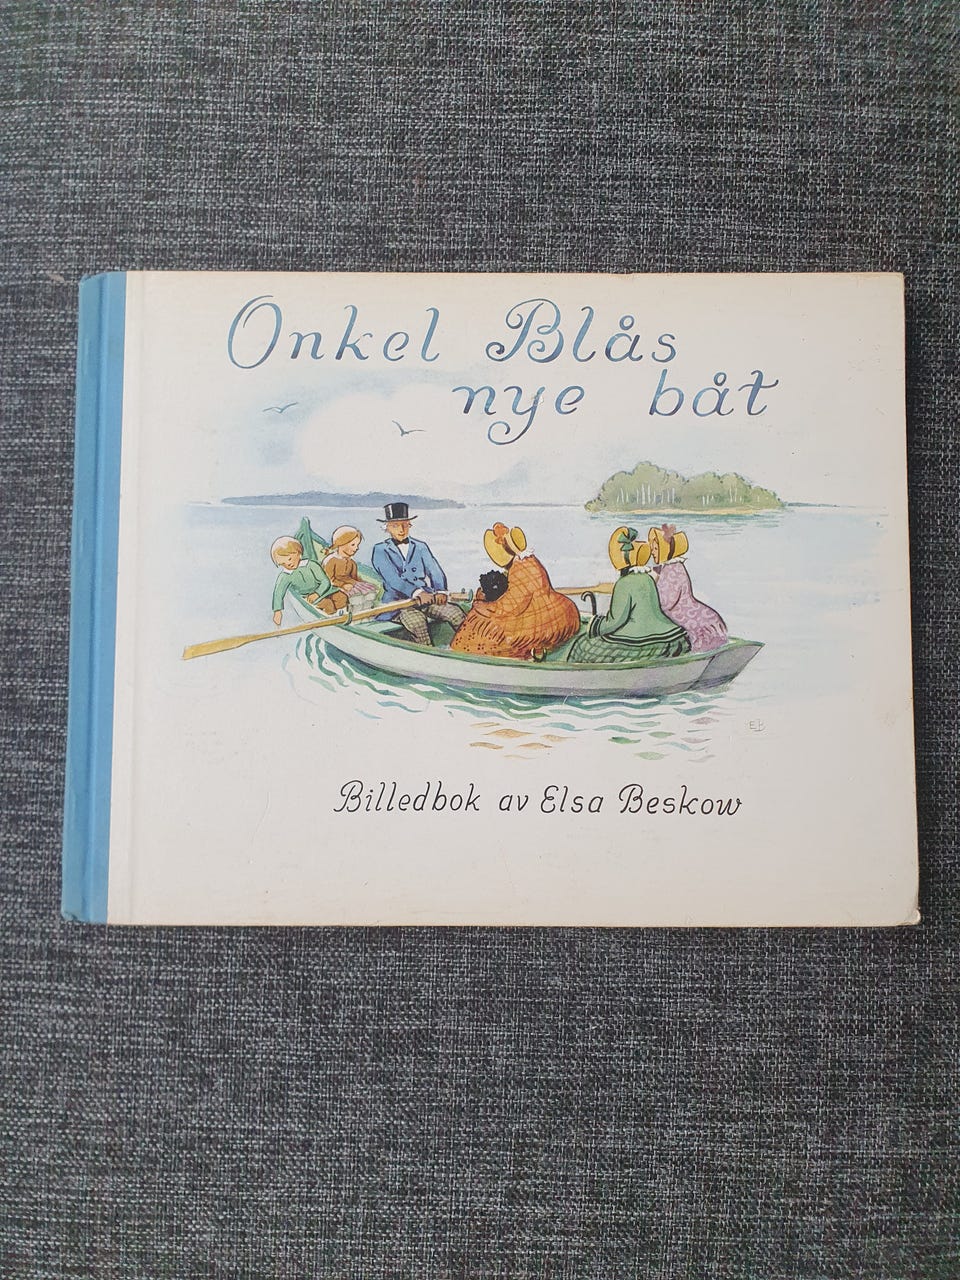 Onkel Blås
nye båt
EB
Billedbok av Elsa Beskow